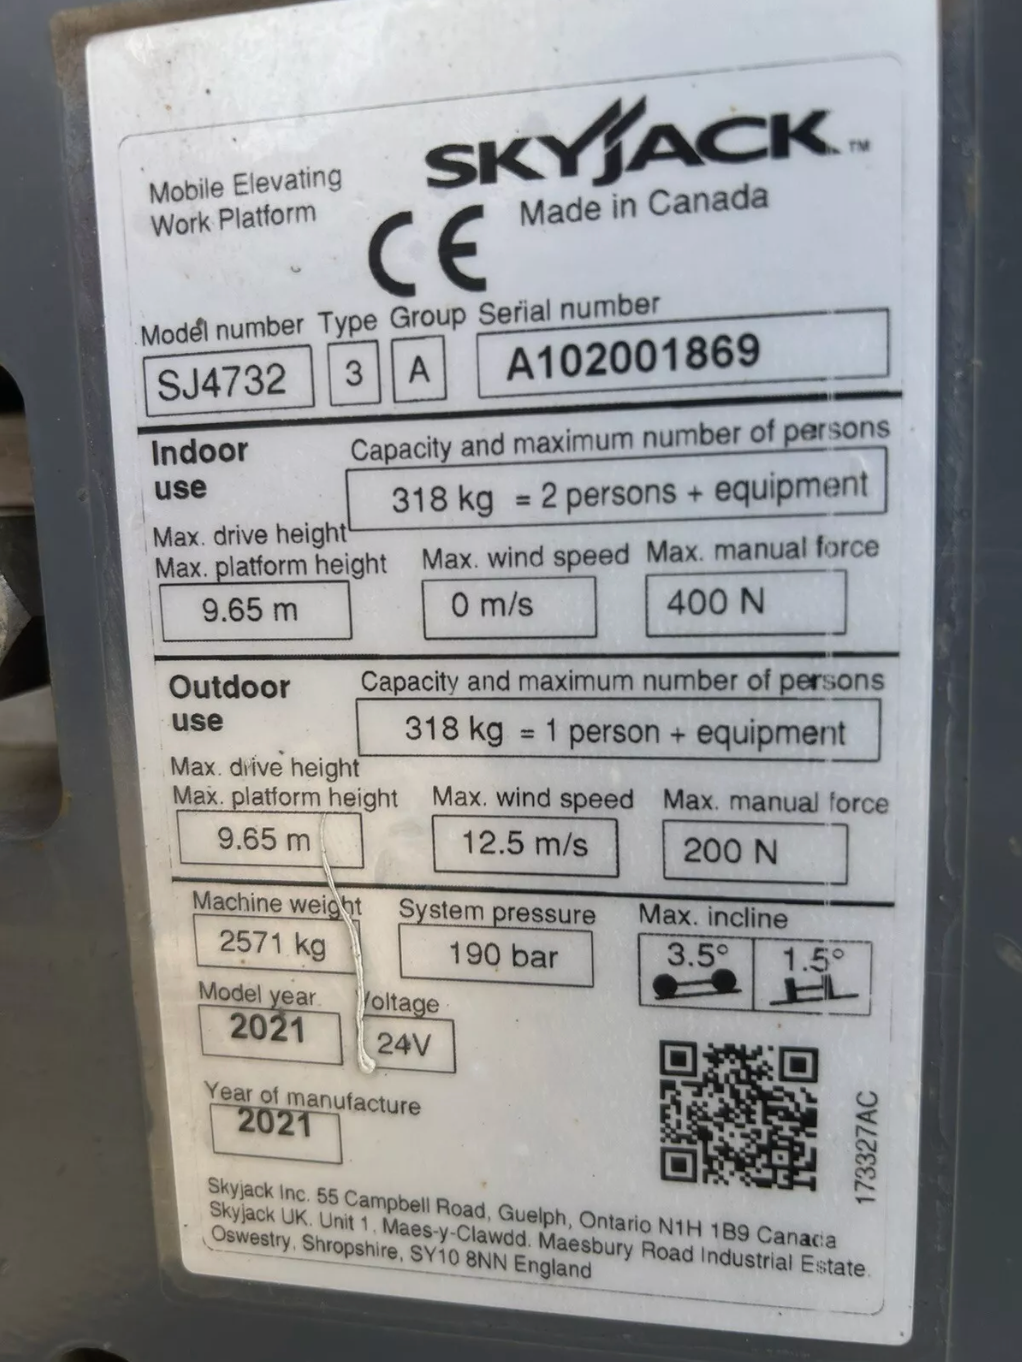 SKYJACK ™
Mobile Elevating
Work Platform
CE
Made in Canada
Model number Type Group Serial number
SJ4732 3 A A102001869
Indoor
use
Capacity and maximum number of persons
318 kg = 2 persons + equipment
Max. drive height
Max. platform height Max. wind speed Max. manual force
9.65 m 0 m/s 400 N
Outdoor
use
Capacity and maximum number of persons
318 kg = 1 person + equipment
Max. drive height
Max. platform height Max. wind speed Max. manual force
9.65 m 12.5 m/s 200 N
Machine weight System pressure Max. incline
2571 kg 190 bar 3.5° 1.5°
Model year Voltage
2021 24V
Year of manufacture
2021
173327AC
Skyjack Inc. 55 Campbell Road, Guelph, Ontario N1H 1B9 Canada
Skyjack UK. Unit 1. Maes-y-Clawdd. Maesbury Road Industrial Estate.
Oswestry, Shropshire, SY10 8NN England